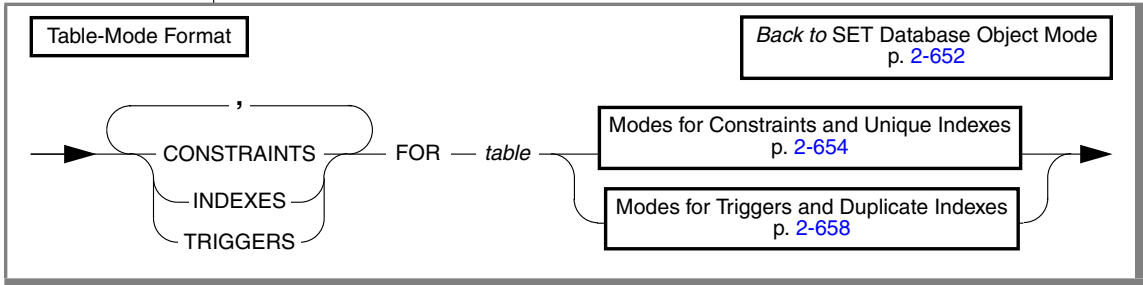 Table-Mode Format
Back to SET Database Object Mode
p. 2-652
,
CONSTRAINTS
FOR
table
INDEXES
TRIGGERS
Modes for Constraints and Unique Indexes
p. 2-654
Modes for Triggers and Duplicate Indexes
p. 2-658